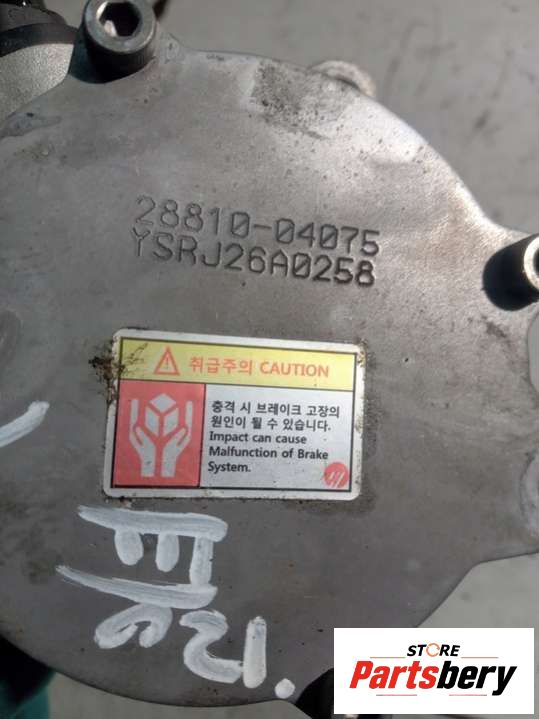 28810-04075
YSRJ26A0258
취급주의 CAUTION
충격 시 브레이크 고장의
원인이 될 수 있습니다.
Impact can cause
Malfunction of Brake
System.
STORE
Partsbery